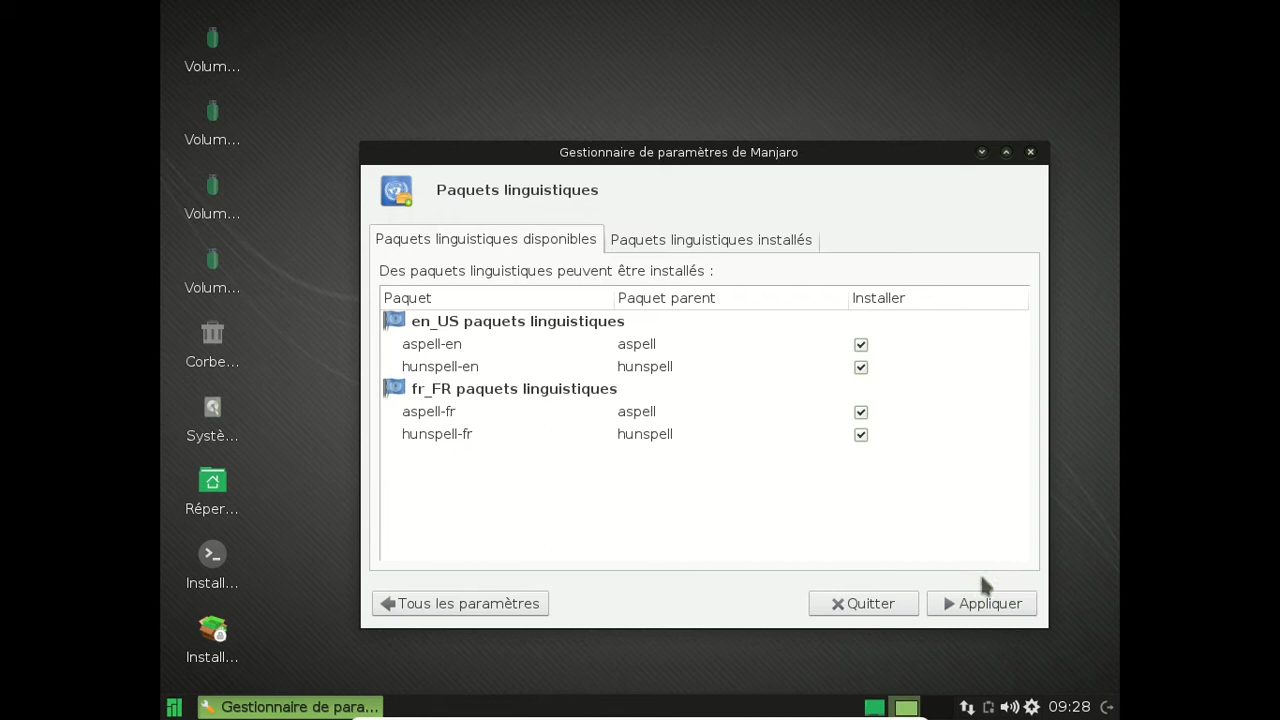 Volum...
Volum...
Volum...
Volum...
Corbe...
Systè...
Réper...
Install...
Install...
Gestionnaire de paramètres de Manjaro
Paquets linguistiques
Paquets linguistiques disponibles
Paquets linguistiques installés
Des paquets linguistiques peuvent être installés :
Paquet Paquet parent Installer
en_US paquets linguistiques
aspell-en aspell
hunspell-en hunspell
fr_FR paquets linguistiques
aspell-fr aspell
hunspell-fr hunspell
Tous les paramètres
Quitter
Appliquer
Gestionnaire de para...
09:28